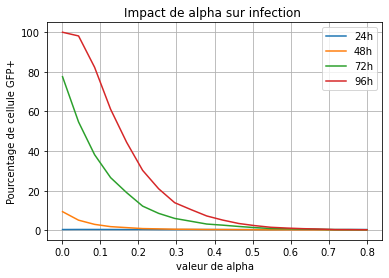 Impact de alpha sur infection
24h
48h
72h
96h
Pourcentage de cellule GFP+
100
80
60
40
20
0
0.0 0.1 0.2 0.3 0.4 0.5 0.6 0.7 0.8
valeur de alpha